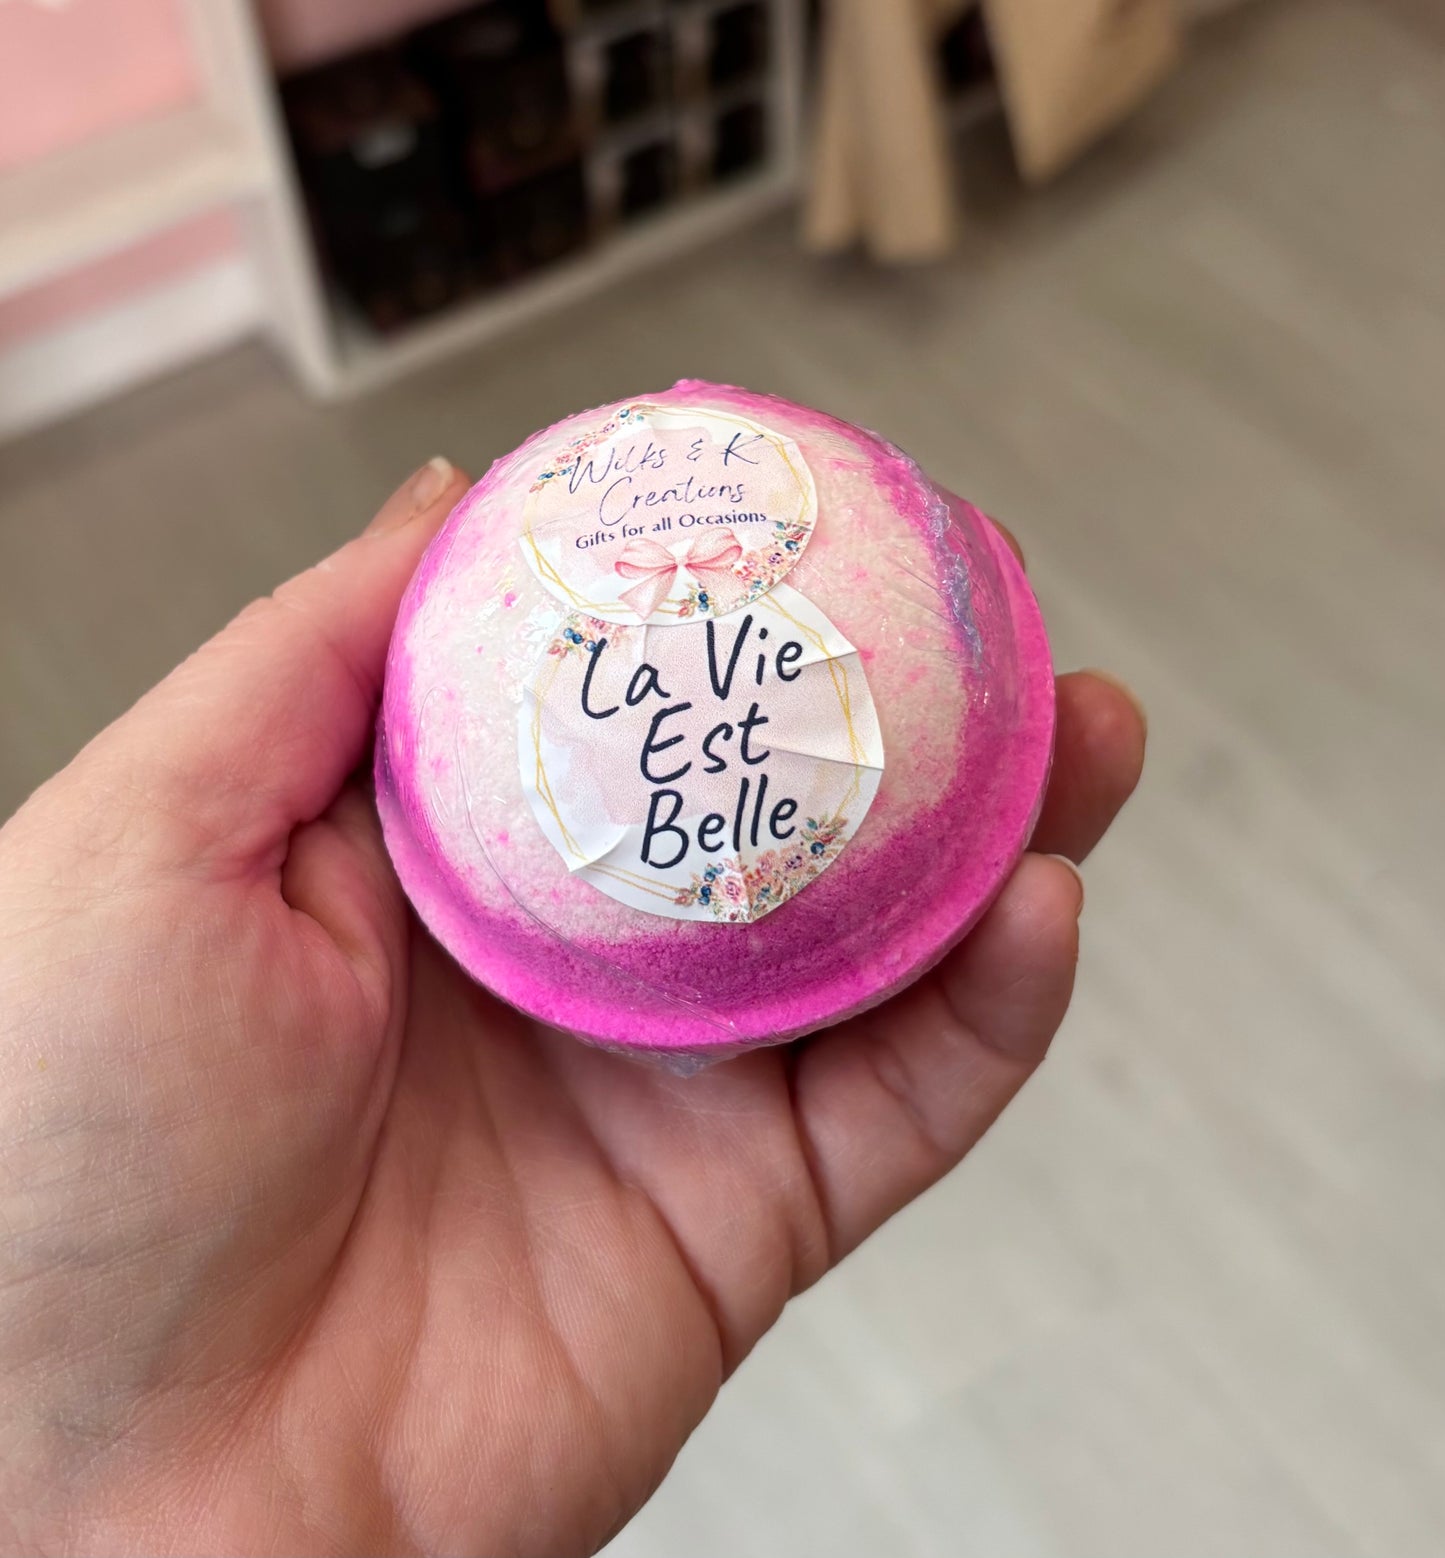 Wilks & K
Creations
Gifts for all Occasions
La Vie
Est
Belle